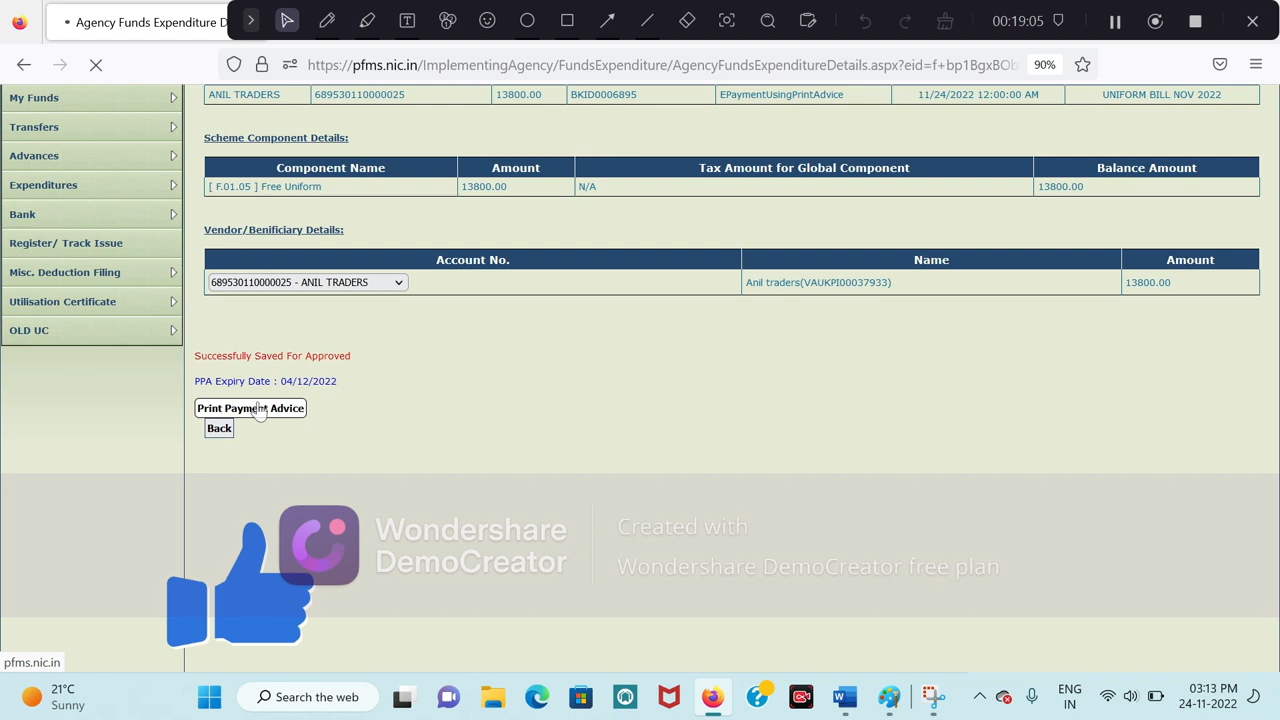 Agency Funds Expenditure D
00:19:05
https://pfms.nic.in/ImplementingAgency/FundsExpenditure/AgencyFundsExpenditureDetails.aspx?eid=f+bp1BgxBOb
90%
My Funds
Transfers
Advances
Expenditures
Bank
Register/ Track Issue
Misc. Deduction Filing
Utilisation Certificate
OLD UC
ANIL TRADERS 689530110000025 13800.00 BKID0006895 EPaymentUsingPrintAdvice 11/24/2022 12:00:00 AM UNIFORM BILL NOV 2022
Scheme Component Details:
Component Name Amount Tax Amount for Global Component Balance Amount
[ F.01.05 ] Free Uniform 13800.00 N/A 13800.00
Vendor/Benificiary Details:
Account No. Name Amount
689530110000025 - ANIL TRADERS Anil traders(VAUKPI00037933) 13800.00
Successfully Saved For Approved
PPA Expiry Date : 04/12/2022
Print Payment Advice
Back
Wondershare
DemoCreator
Created with
Wondershare DemoCreator free plan
pfms.nic.in
21°C
Sunny
Search the web
ENG
IN
03:13 PM
24-11-2022